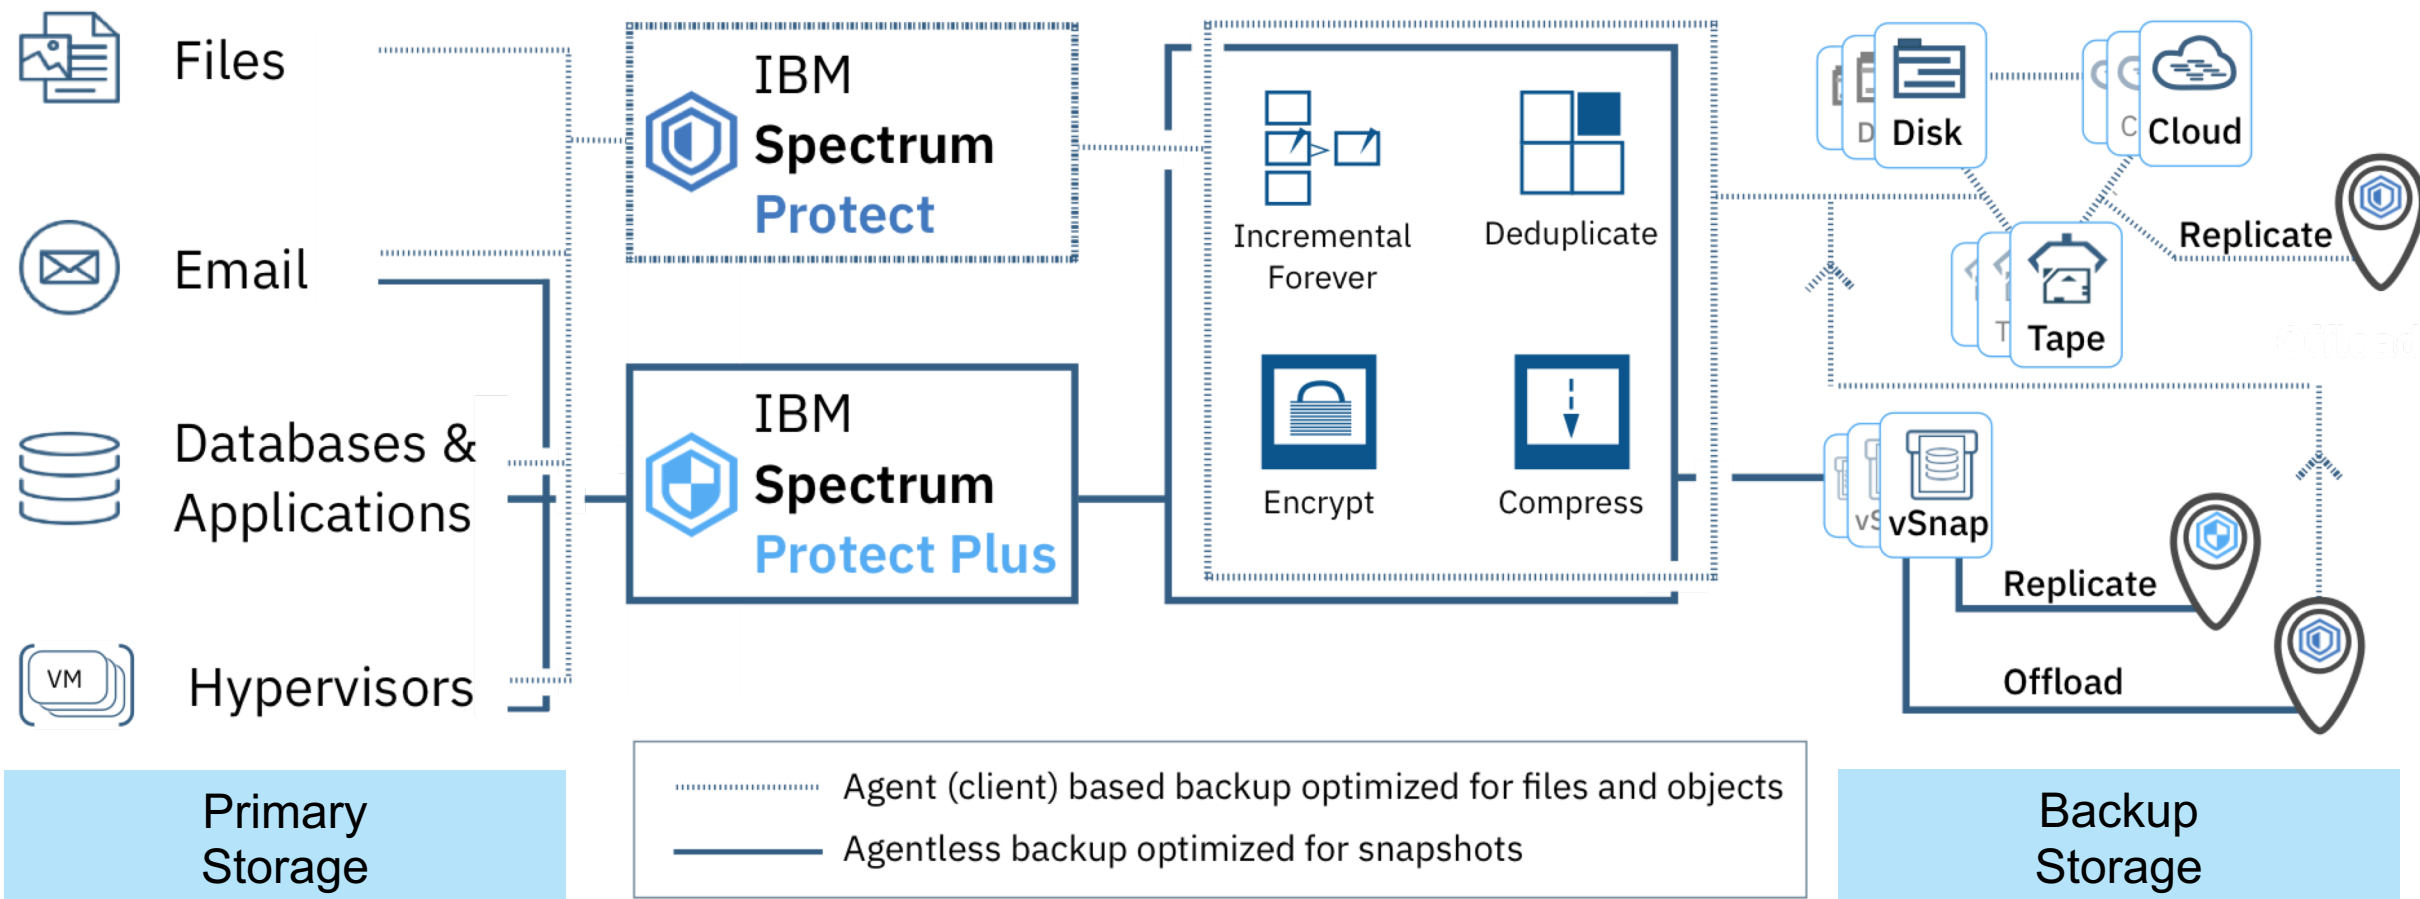 Files
Email
Databases &
Applications
VM
Hypervisors
Primary
Storage
IBM
Spectrum
Protect
IBM
Spectrum
Protect Plus
Incremental
Forever
Deduplicate
Encrypt
Compress
Agent (client) based backup optimized for files and objects
Agentless backup optimized for snapshots
D
Disk
C
Cloud
T
Tape
Replicate
vS
vSnap
Replicate
Offload
Backup
Storage